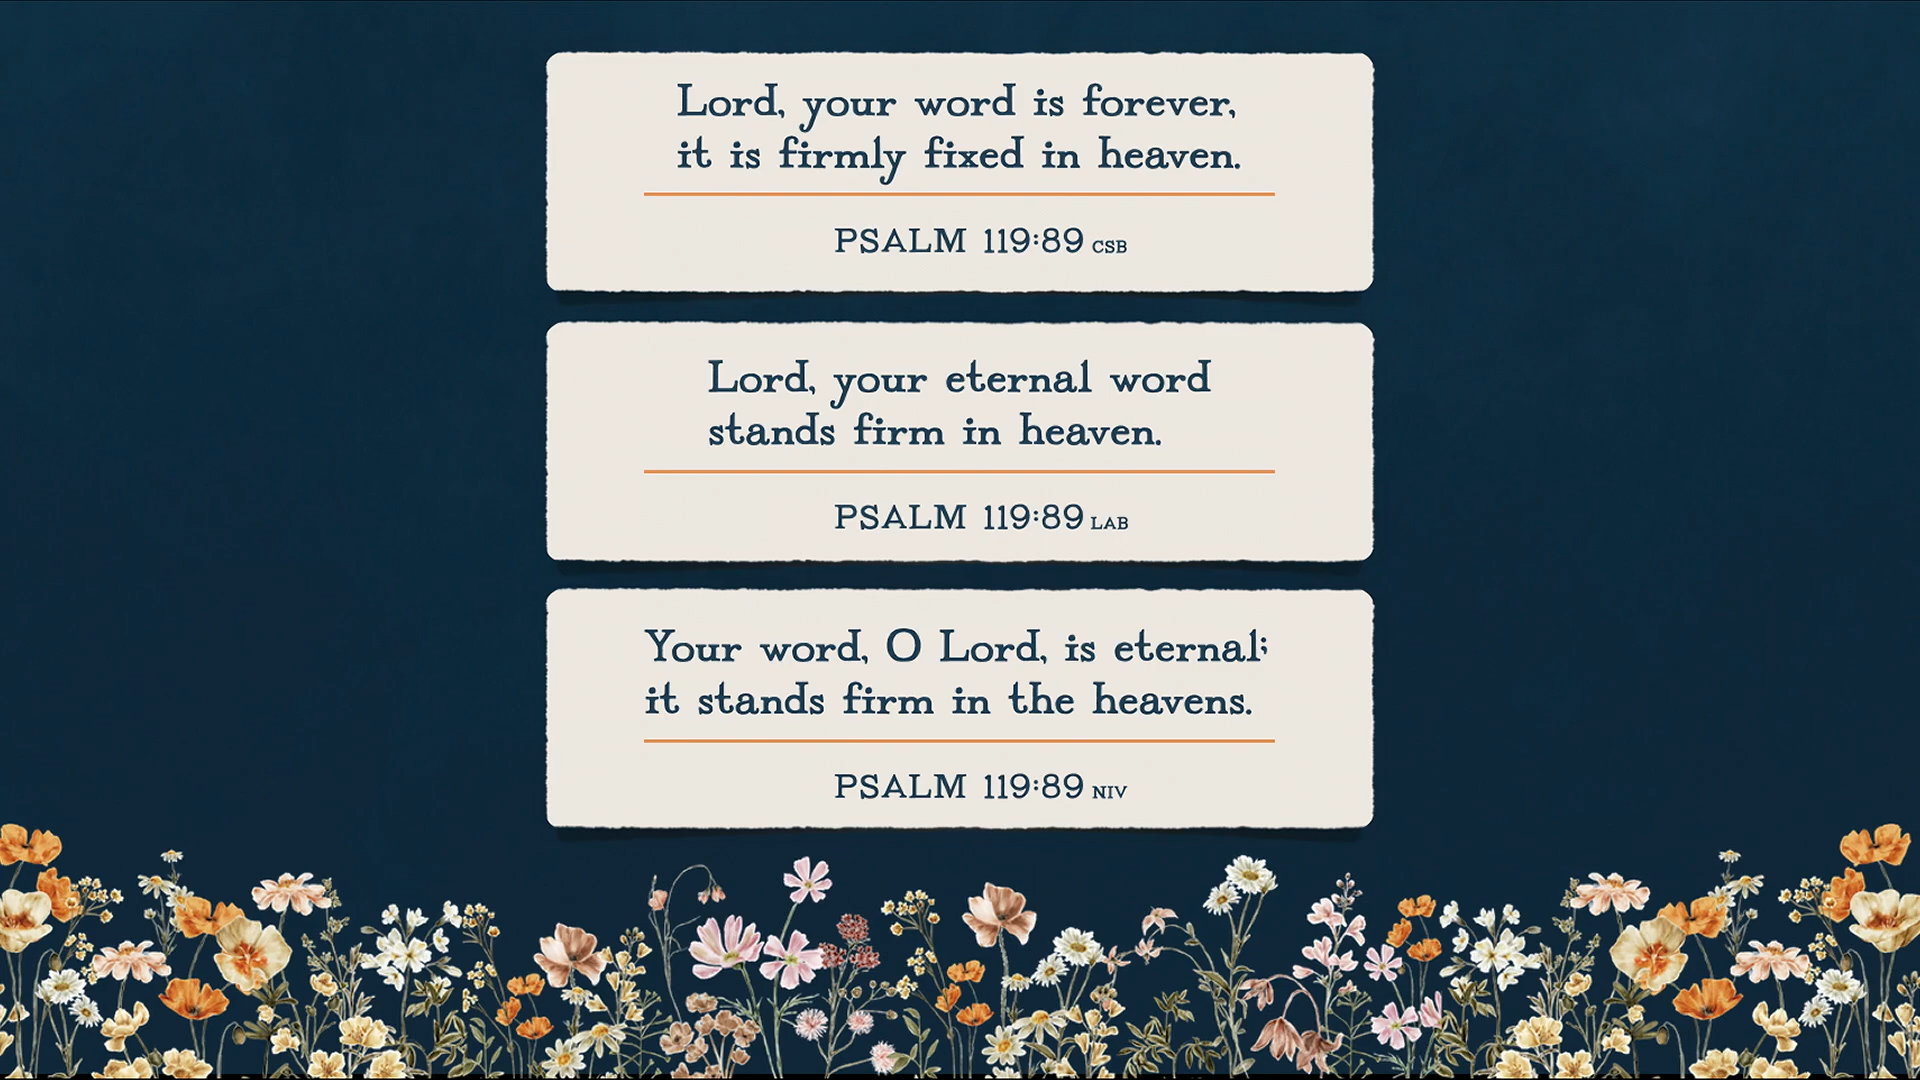 Lord, your word is forever,
it is firmly fixed in heaven.
PSALM 119:89 CSB
Lord, your eternal word
stands firm in heaven.
PSALM 119:89 LAB
Your word, O Lord, is eternal;
it stands firm in the heavens.
PSALM 119:89 NIV